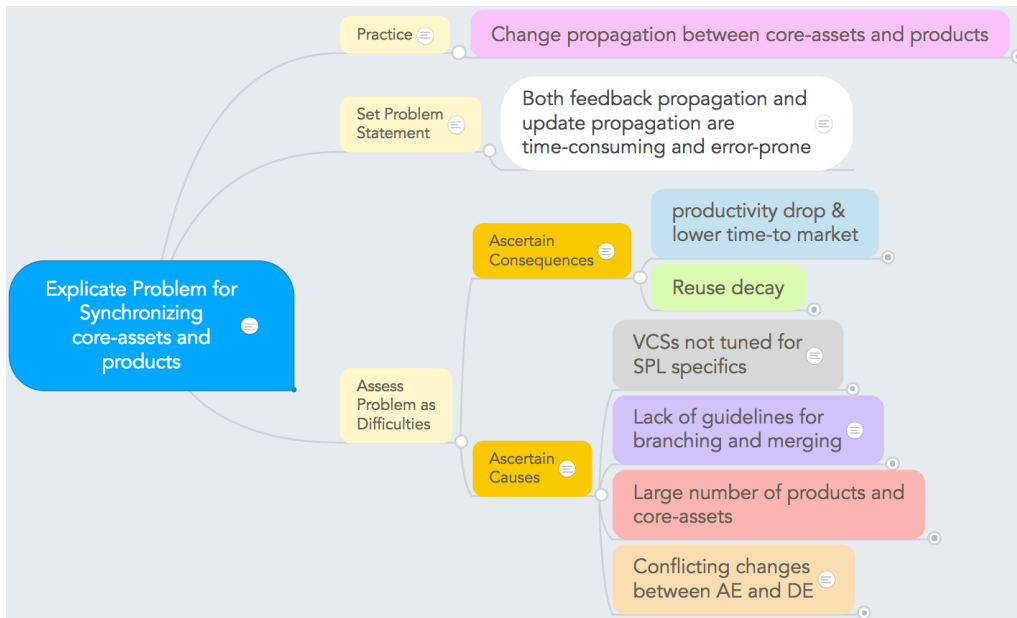 Practice
Change propagation between core-assets and products
Set Problem
Statement
Both feedback propagation and
update propagation are
time-consuming and error-prone
Explicate Problem for
Synchronizing
core-assets and
products
Assess
Problem as
Difficulties
Ascertain
Consequences
productivity drop &
lower time-to market
Reuse decay
Ascertain
Causes
VCSs not tuned for
SPL specifics
Lack of guidelines for
branching and merging
Large number of products and
core-assets
Conflicting changes
between AE and DE